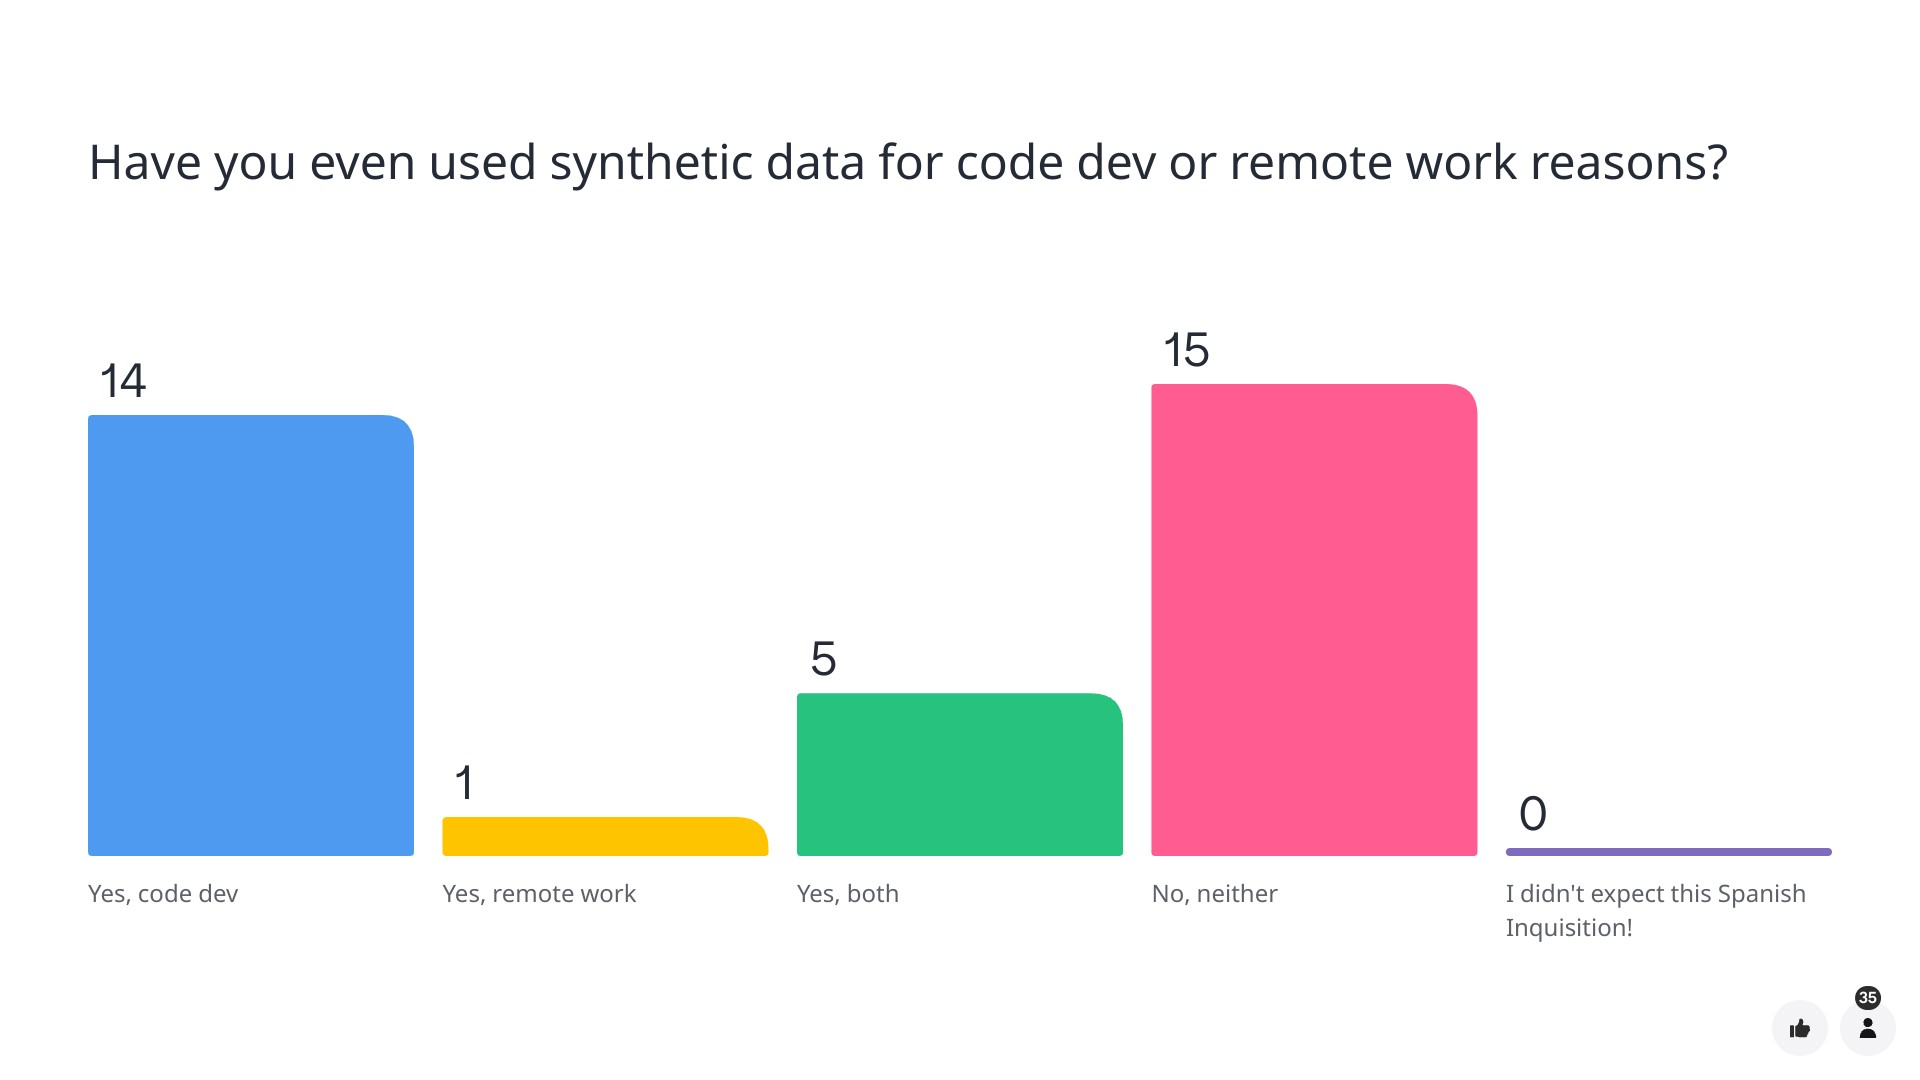 Have you even used synthetic data for code dev or remote work reasons?
14
1
5
15
0
Yes, code dev
Yes, remote work
Yes, both
No, neither
I didn't expect this Spanish
Inquisition!
35